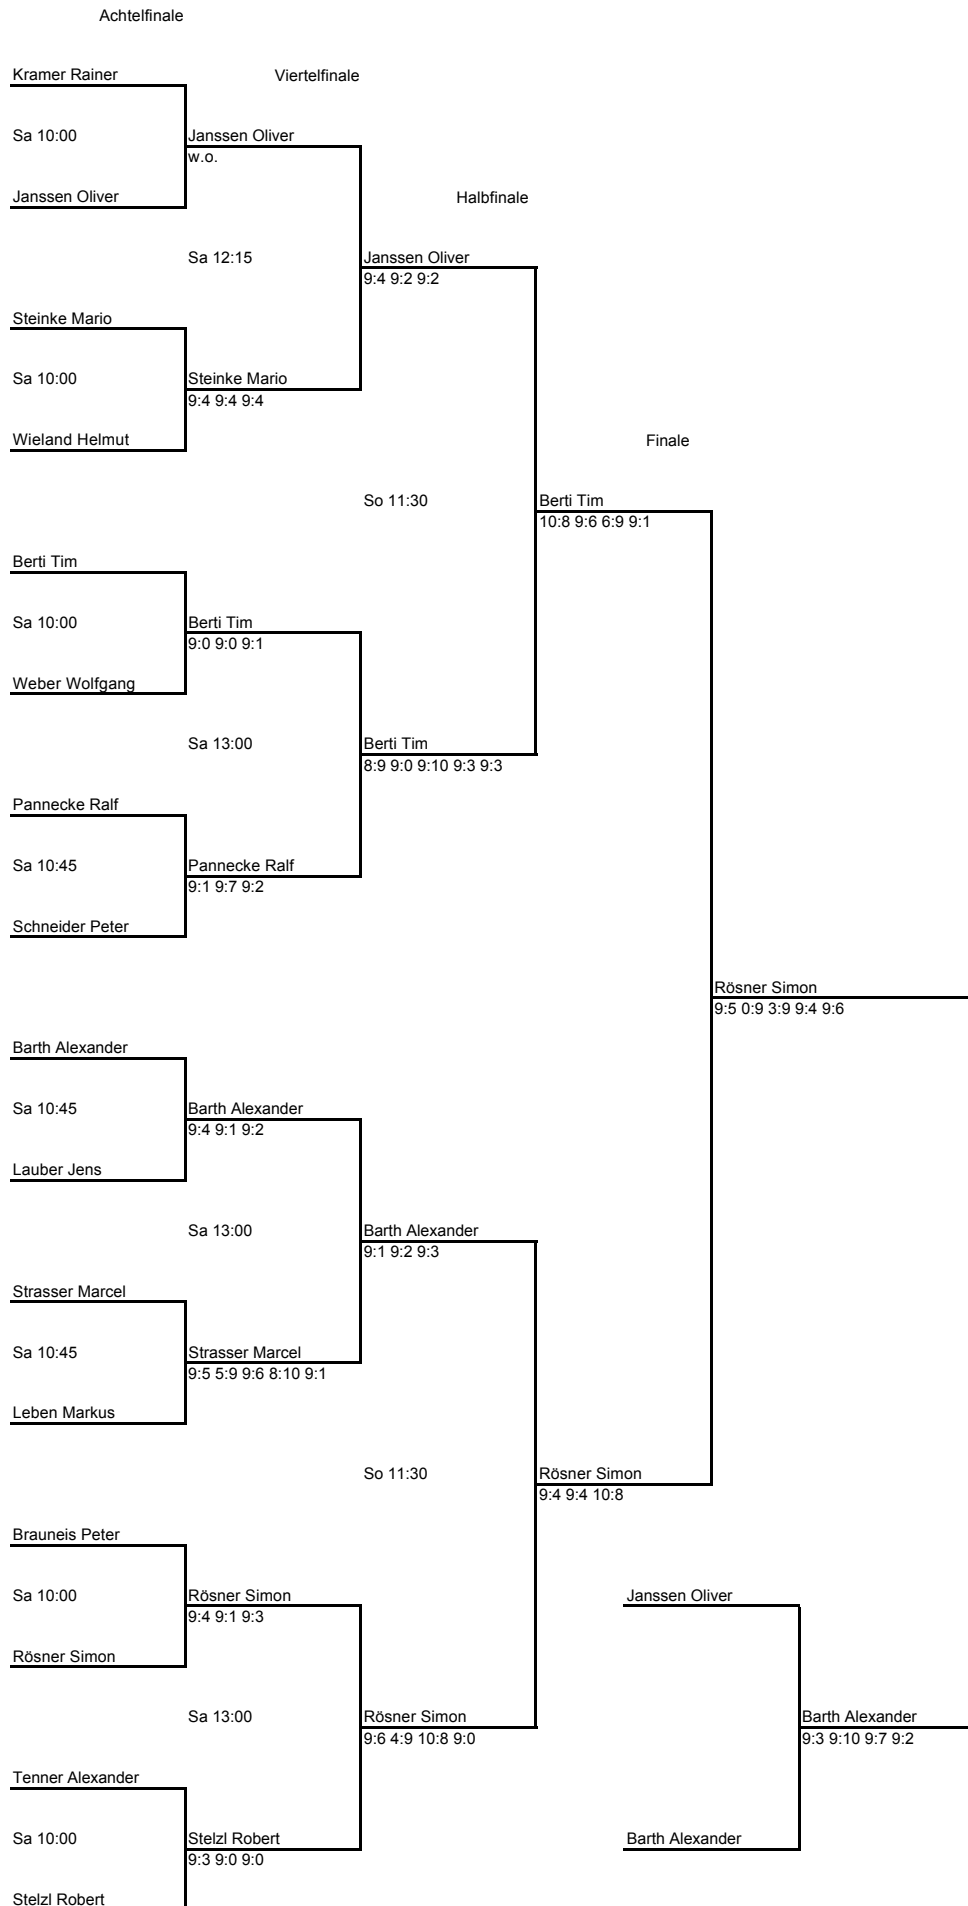 Achtelfinale
Kramer Rainer
Viertelfinale
Sa 10:00
Janssen Oliver
w.o.
Janssen Oliver
Halbfinale
Sa 12:15
Janssen Oliver
9:4 9:2 9:2
Steinke Mario
Sa 10:00
Steinke Mario
9:4 9:4 9:4
Wieland Helmut
Finale
So 11:30
Berti Tim
10:8 9:6 6:9 9:1
Berti Tim
Sa 10:00
Berti Tim
9:0 9:0 9:1
Weber Wolfgang
Sa 13:00
Berti Tim
8:9 9:0 9:10 9:3 9:3
Pannecke Ralf
Sa 10:45
Pannecke Ralf
9:1 9:7 9:2
Schneider Peter
Rösner Simon
9:5 0:9 3:9 9:4 9:6
Barth Alexander
Sa 10:45
Barth Alexander
9:4 9:1 9:2
Lauber Jens
Sa 13:00
Barth Alexander
9:1 9:2 9:3
Strasser Marcel
Sa 10:45
Strasser Marcel
9:5 5:9 9:6 8:10 9:1
Leben Markus
So 11:30
Rösner Simon
9:4 9:4 10:8
Brauneis Peter
Sa 10:00
Rösner Simon
9:4 9:1 9:3
Janssen Oliver
Rösner Simon
Sa 13:00
Rösner Simon
9:6 4:9 10:8 9:0
Barth Alexander
9:3 9:10 9:7 9:2
Tenner Alexander
Sa 10:00
Stelzl Robert
9:3 9:0 9:0
Barth Alexander
Stelzl Robert